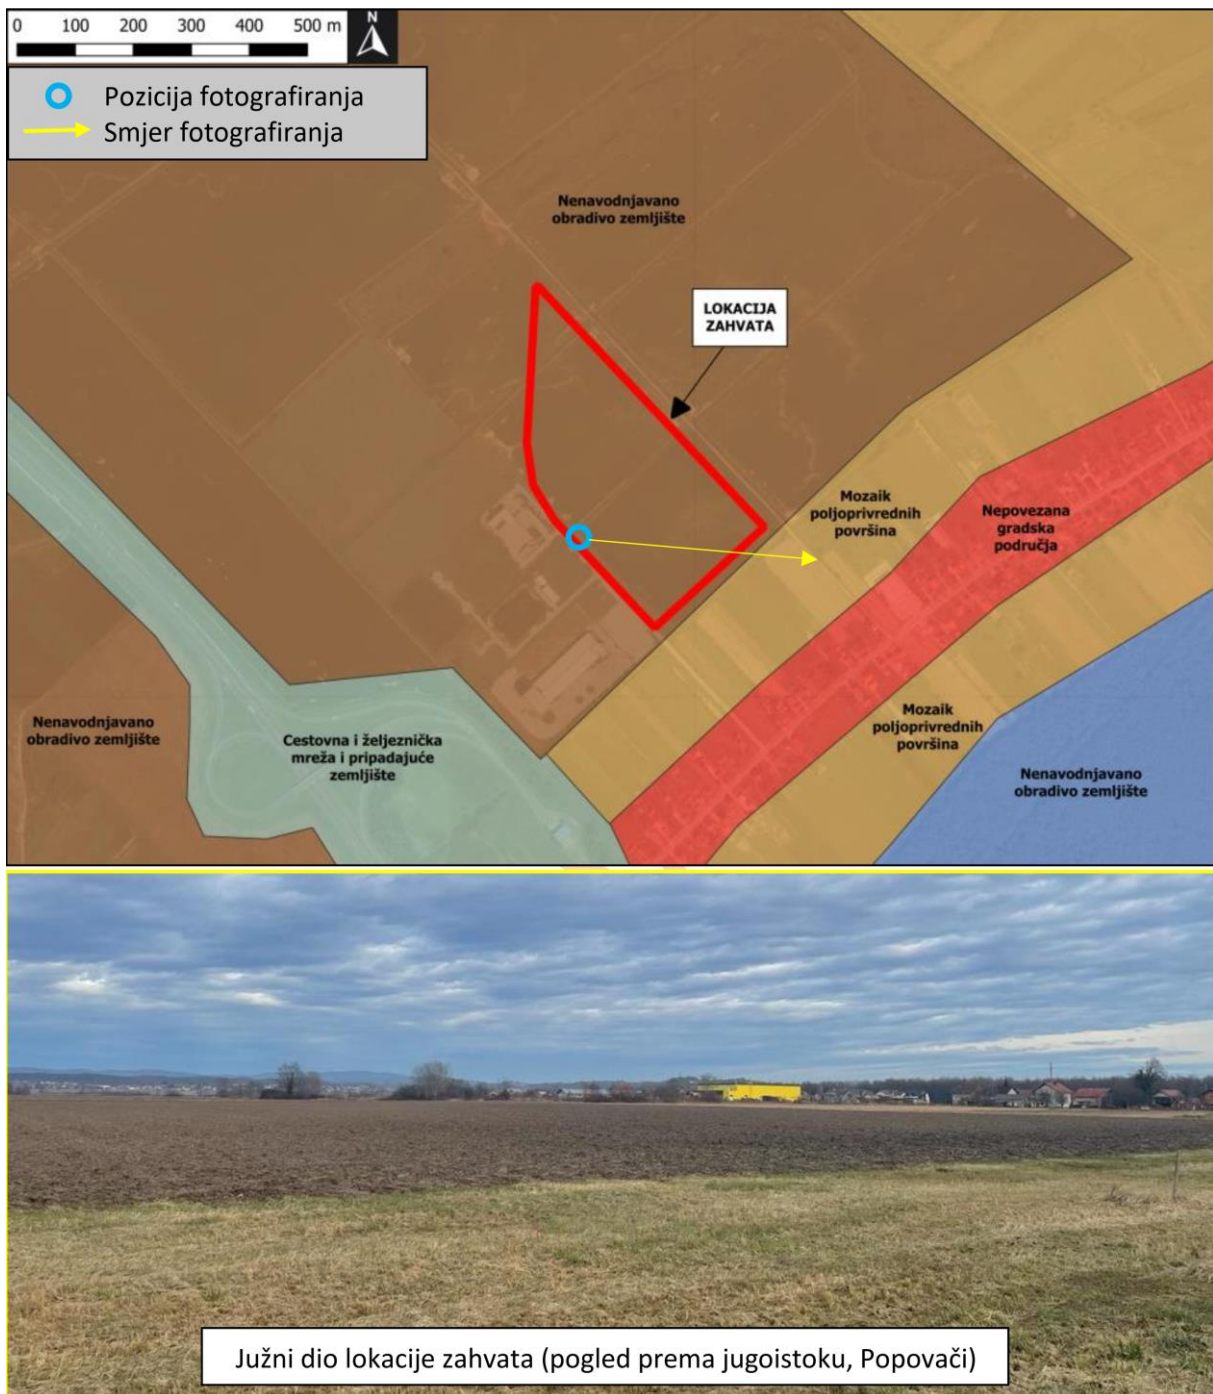 0 100 200 300 400 500 m
N
Pozicija fotografiranja
Smjer fotografiranja
Nenavodnjavano
obradivo zemljište
LOKACIJA
ZAHVATA
Mozaik
poljoprivrednih
površina
Nepovezana
gradska
područja
Nenavodnjavano
obradivo zemljište
Cestovna i željeznička
mreža i pripadajuće
zemljište
Mozaik
poljoprivrednih
površina
Nenavodnjavano
obradivo zemljište
Južni dio lokacije zahvata (pogled prema jugoistoku, Popovači)